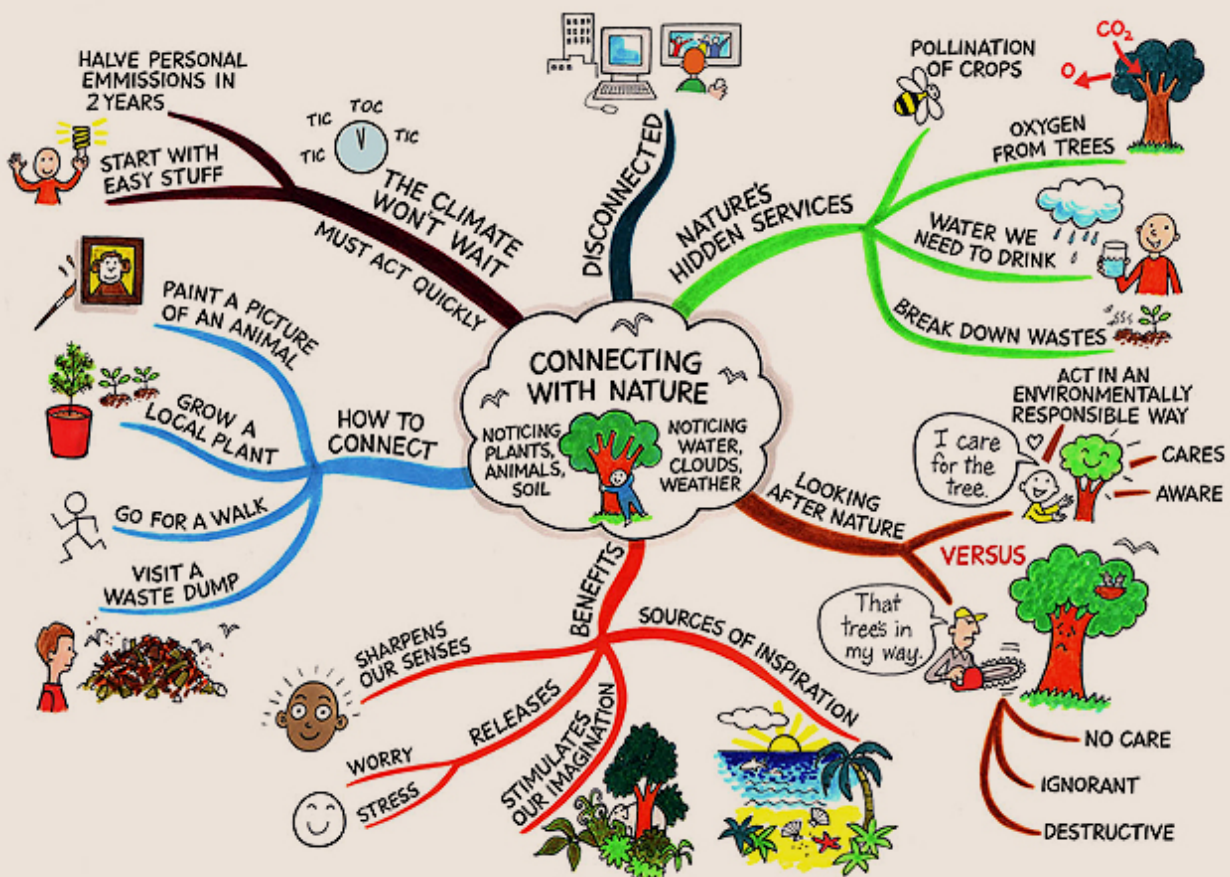 CONNECTING
WITH NATURE
NOTICING
PLANTS,
ANIMALS,
SOIL
NOTICING
WATER,
CLOUDS,
WEATHER
DISCONNECTED
NATURE'S
HIDDEN SERVICES
POLLINATION
OF CROPS
CO₂
O
OXYGEN
FROM TREES
WATER WE
NEED TO DRINK
BREAK DOWN WASTES
LOOKING
AFTER NATURE
ACT IN AN
ENVIRONMENTALLY
RESPONSIBLE WAY
I care
for the
tree.
CARES
AWARE
VERSUS
That
tree's in
my way.
NO CARE
IGNORANT
DESTRUCTIVE
BENEFITS
SOURCES OF INSPIRATION
STIMULATES
OUR IMAGINATION
RELEASES
WORRY
STRESS
SHARPENS
OUR SENSES
HOW TO
CONNECT
PAINT A PICTURE
OF AN ANIMAL
GROW A
LOCAL PLANT
GO FOR A WALK
VISIT A
WASTE DUMP
THE CLIMATE
WON'T WAIT
MUST ACT QUICKLY
TIC
TIC
TOC
TIC
HALVE PERSONAL
EMMISSIONS IN
2 YEARS
START WITH
EASY STUFF